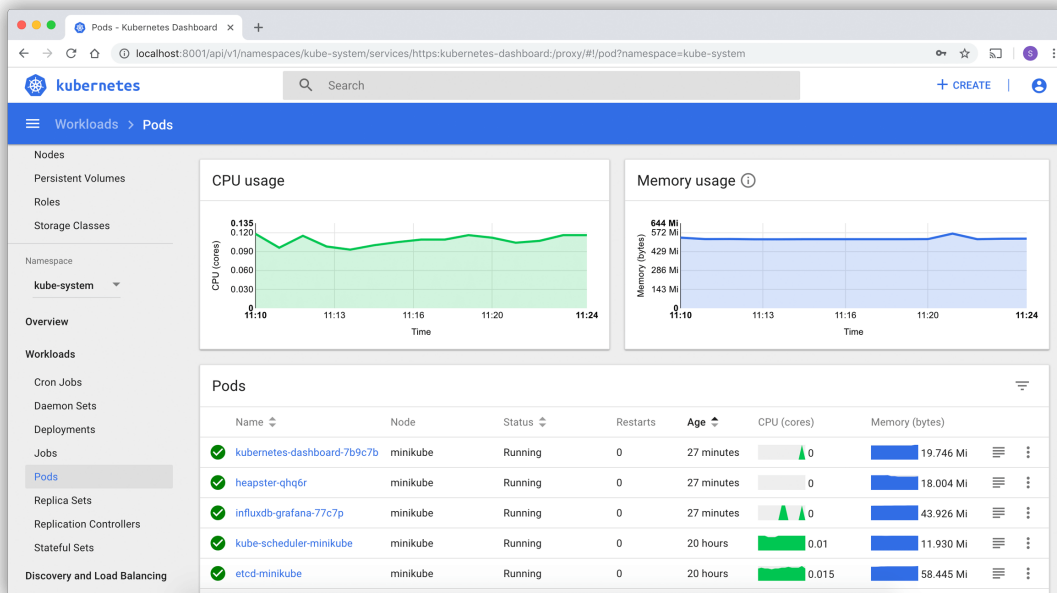 Pods - Kubernetes Dashboard
localhost:8001/api/v1/namespaces/kube-system/services/https:kubernetes-dashboard:/proxy/#!/pod?namespace=kube-system
S
kubernetes
Search
CREATE
Workloads > Pods
Nodes
Persistent Volumes
Roles
Storage Classes
Namespace
kube-system
Overview
Workloads
Cron Jobs
Daemon Sets
Deployments
Jobs
Pods
Replica Sets
Replication Controllers
Stateful Sets
Discovery and Load Balancing
CPU usage
CPU (cores)
0.135
0.120
0.090
0.060
0.030
0
11:10 11:13 11:16 11:20 11:24
Time
Memory usage
Memory (bytes)
644 Mi
572 Mi
429 Mi
286 Mi
143 Mi
0
11:10 11:13 11:16 11:20 11:24
Time
Pods
Name Node Status Restarts Age CPU (cores) Memory (bytes)
kubernetes-dashboard-7b9c7b minikube Running 0 27 minutes 0 19.746 Mi
heapster-qhq6r minikube Running 0 27 minutes 0 18.004 Mi
influxdb-grafana-77c7p minikube Running 0 27 minutes 0 43.926 Mi
kube-scheduler-minikube minikube Running 0 20 hours 0.01 11.930 Mi
etcd-minikube minikube Running 0 20 hours 0.015 58.445 Mi